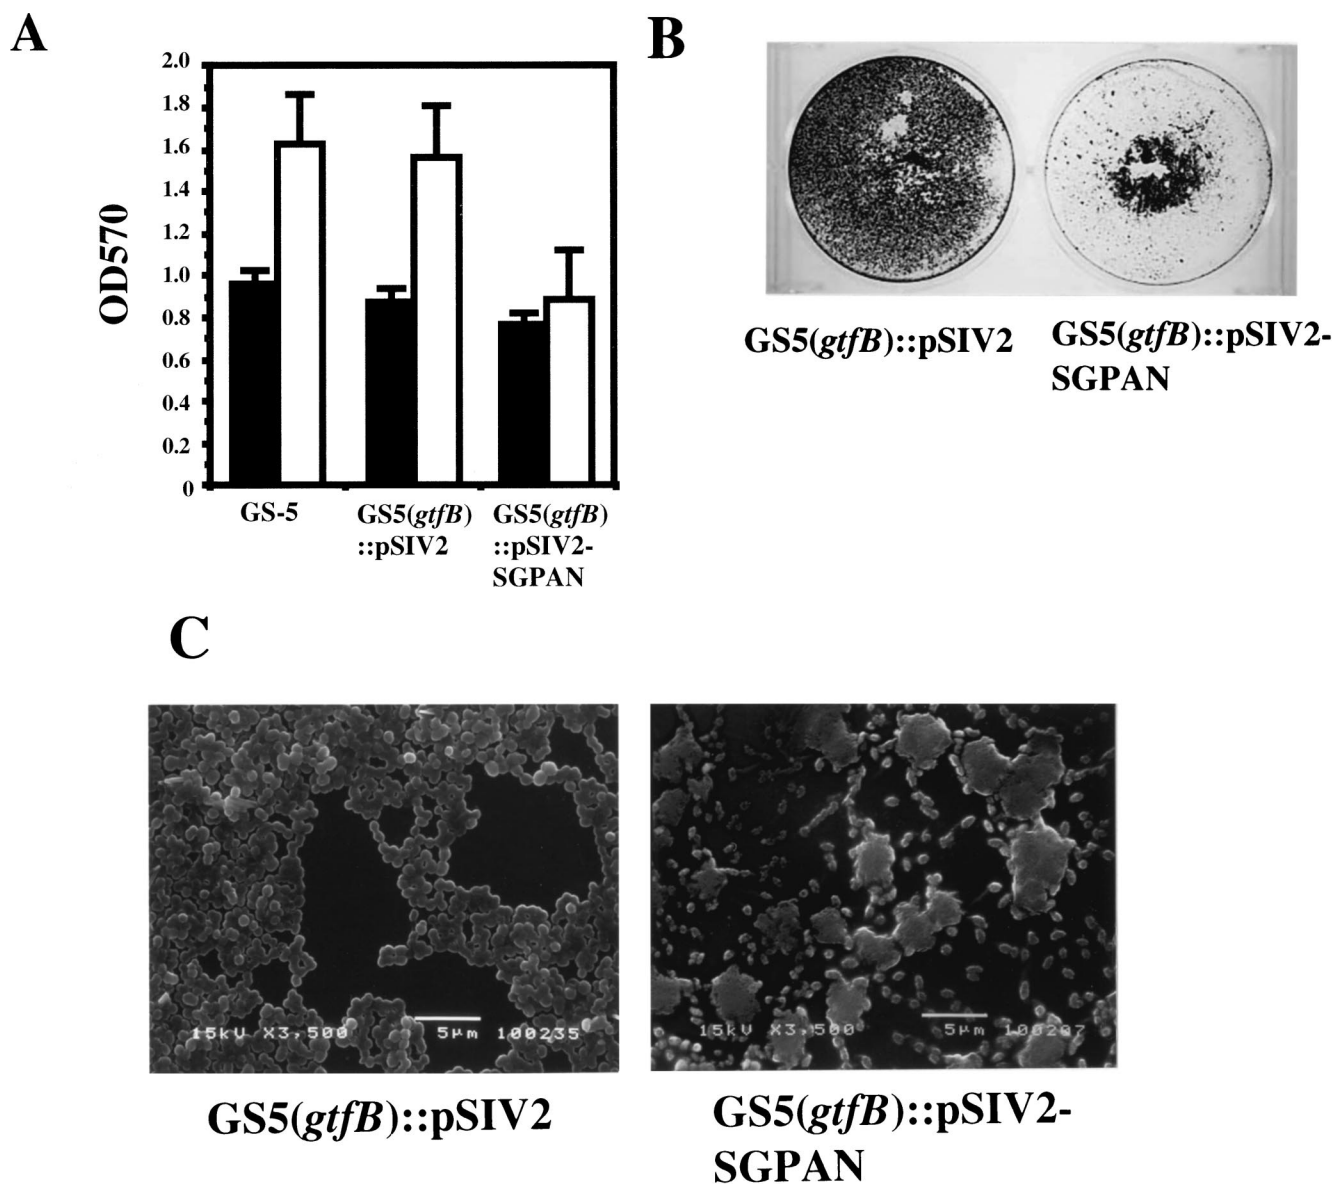 A
2.0
1.8
1.6
1.4
1.2
1.0
0.8
0.6
0.4
0.2
0
OD570
GS-5
GS5(gtfB)
::pSIV2
GS5(gtfB)
::pSIV2-
SGPAN
B
GS5(gtfB)::pSIV2
GS5(gtfB)::pSIV2-
SGPAN
C
15kV X3,500 5μm 100235
15kV X3,500 5μm 100207
GS5(gtfB)::pSIV2
GS5(gtfB)::pSIV2-
SGPAN